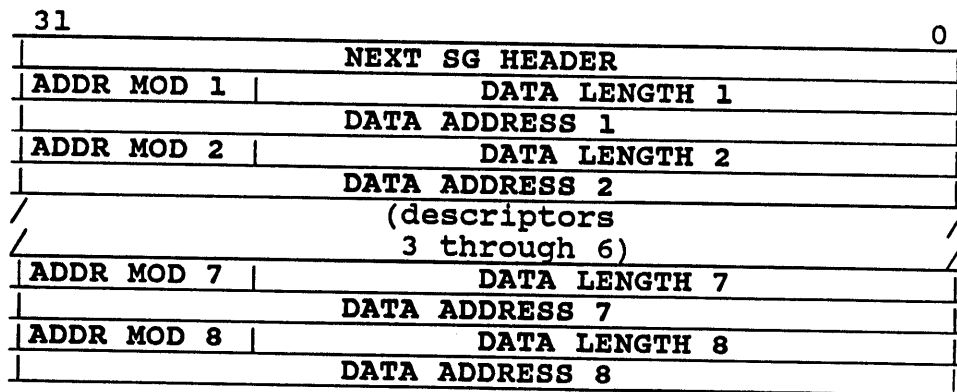 31 0
NEXT SG HEADER
ADDR MOD 1 | DATA LENGTH 1
DATA ADDRESS 1
ADDR MOD 2 | DATA LENGTH 2
DATA ADDRESS 2
(descriptors
3 through 6)
ADDR MOD 7 | DATA LENGTH 7
DATA ADDRESS 7
ADDR MOD 8 | DATA LENGTH 8
DATA ADDRESS 8